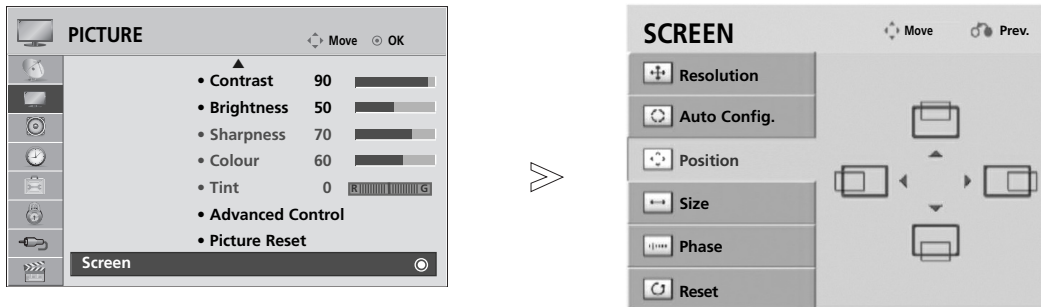 PICTURE
Move OK
• Contrast 90
• Brightness 50
• Sharpness 70
• Colour 60
• Tint 0 R G
• Advanced Control
• Picture Reset
Screen
SCREEN
Move Prev.
Resolution
Auto Config.
Position
Size
Phase
Reset